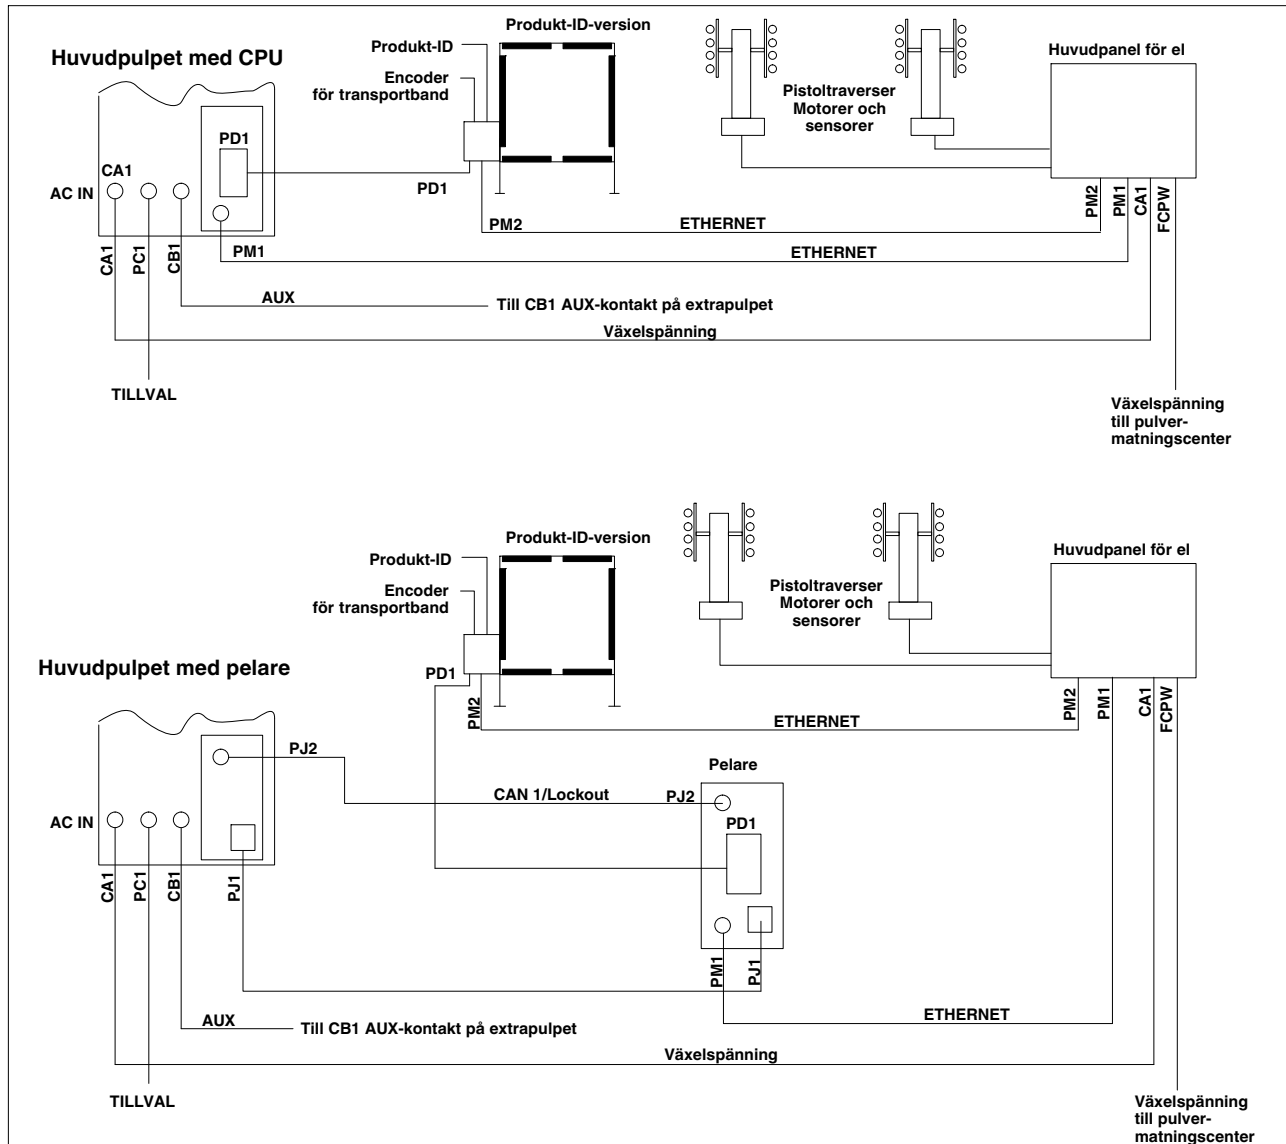 Produkt-ID-version
Produkt-ID
Huvudpulpet med CPU
Encoder
för transportband
Huvudpanel för el
Pistoltraverser
Motorer och
sensorer
PD1
CA1
AC IN
PD1
PM2
ETHERNET
PM2
PM1
CA1
FCPW
CA1
PC1
CB1
PM1
ETHERNET
AUX
Till CB1 AUX-kontakt på extrapulpet
Växelspänning
TILLVAL
Växelspänning
till pulver-
matningscenter
Produkt-ID-version
Produkt-ID
Encoder
för transportband
Huvudpanel för el
Pistoltraverser
Motorer och
sensorer
Huvudpulpet med pelare
PD1
PM2
ETHERNET
PM2
PM1
CA1
FCPW
PJ2
Pelare
CAN 1/Lockout
PJ2
AC IN
PD1
CA1
PC1
CB1
PJ1
PM1
PJ1
AUX
Till CB1 AUX-kontakt på extrapulpet
ETHERNET
Växelspänning
TILLVAL
Växelspänning
till pulver-
matningscenter